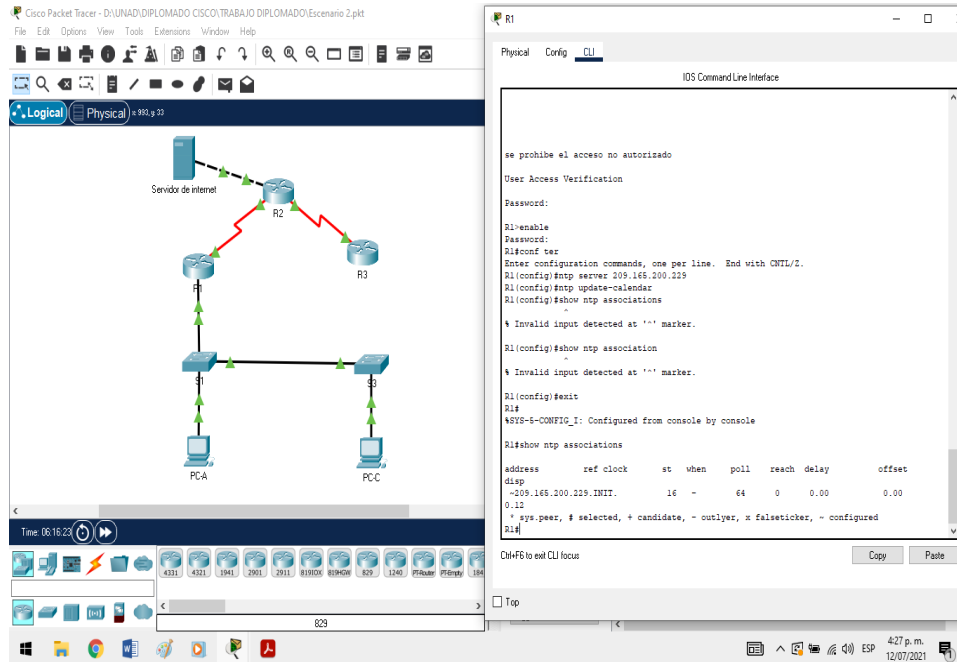 Cisco Packet Tracer - D:\UNAD\DIPLOMADO CISCO\TRABAJO DIPLOMADO\Escenario 2.pkt
File Edit Options View Tools Extensions Window Help
Logical
Physical
x: 993, y: 33
Servidor de internet
R2
R3
R1
S1
S3
PC-A
PC-C
Time: 06:16:23
4331
4321
1941
2901
2911
819IOX
819HGW
829
1240
PT-Router
PT-Empty
184
829
R1
Physical Config CLI
IOS Command Line Interface
se prohibe el acceso no autorizado
User Access Verification
Password:
R1>enable
Password:
R1#conf ter
Enter configuration commands, one per line. End with CNTL/Z.
R1(config)#ntp server 209.165.200.229
R1(config)#ntp update-calendar
R1(config)#show ntp associations
^
% Invalid input detected at '^' marker.
R1(config)#show ntp association
^
% Invalid input detected at '^' marker.
R1(config)#exit
R1#
%SYS-5-CONFIG_I: Configured from console by console
R1#show ntp associations
address ref clock st when poll reach delay offset
disp
~209.165.200.229.INIT. 16 - 64 0 0.00 0.00
0.12
* sys.peer, # selected, + candidate, - outlyer, x falseticker, ~ configured
R1#
Ctrl+F6 to exit CLI focus
Copy
Paste
Top
ESP
4:27 p. m.
12/07/2021
1